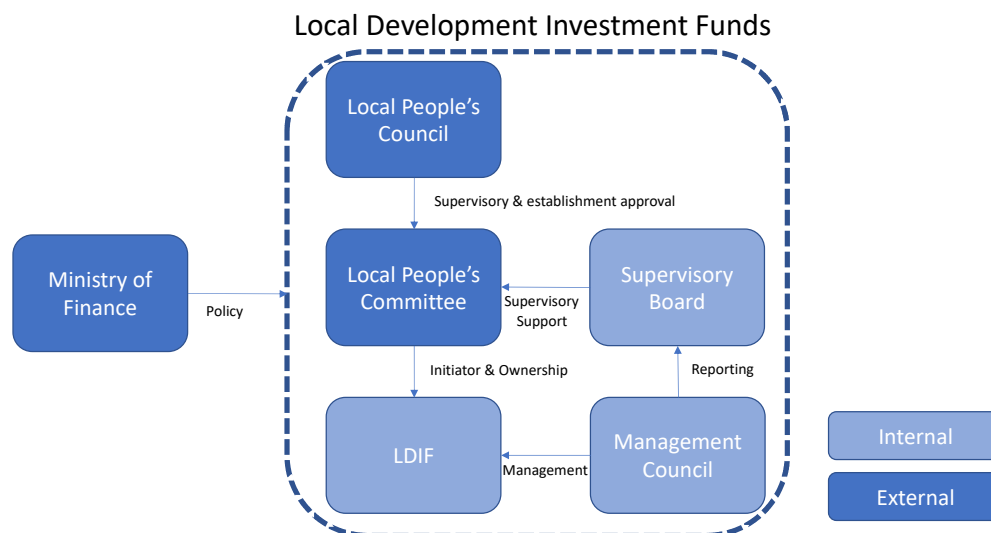 Local Development Investment Funds
Local People's
Council
Supervisory & establishment approval
Ministry of
Finance
Policy
Local People's
Committee
Supervisory
Support
Supervisory
Board
Initiator & Ownership
Reporting
LDIF
Management
Management
Council
Internal
External